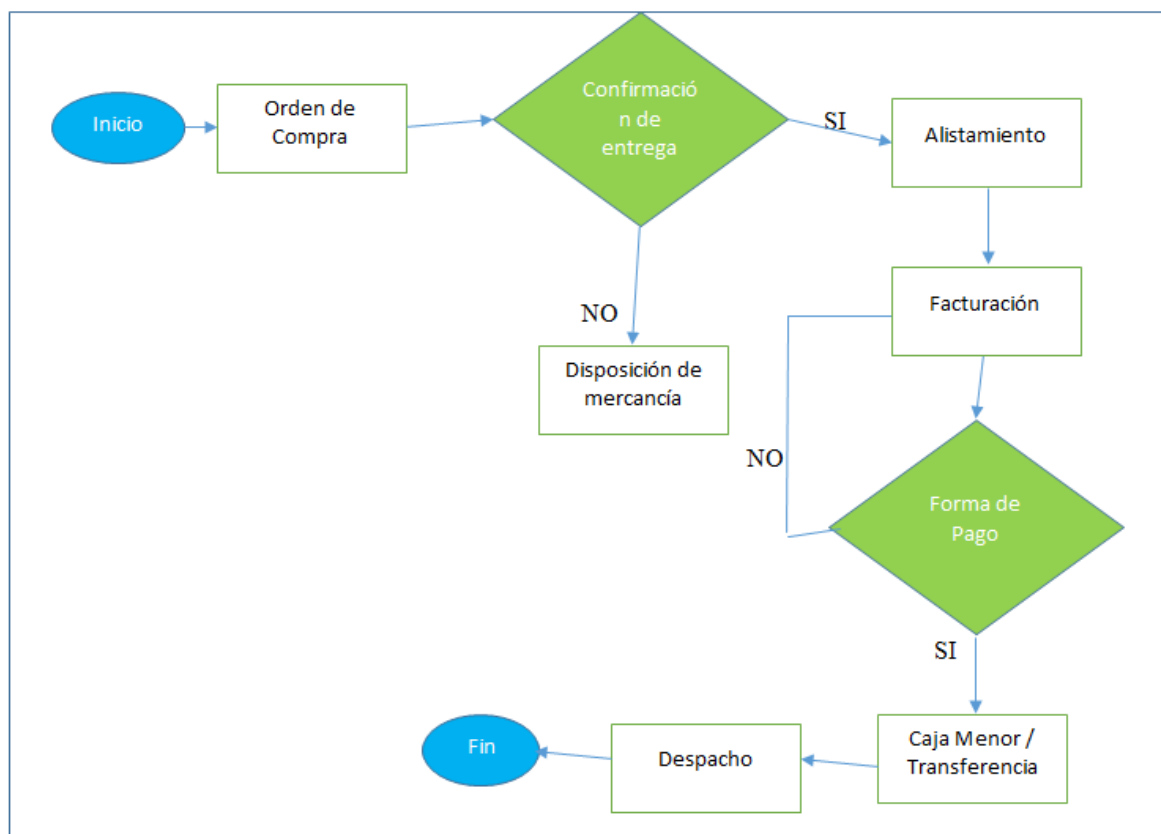 Inicio
Orden de
Compra
Confirmació
n de
entrega
SI
Alistamiento
Facturación
NO
Disposición de
mercancía
NO
Forma de
Pago
SI
Caja Menor /
Transferencia
Despacho
Fin